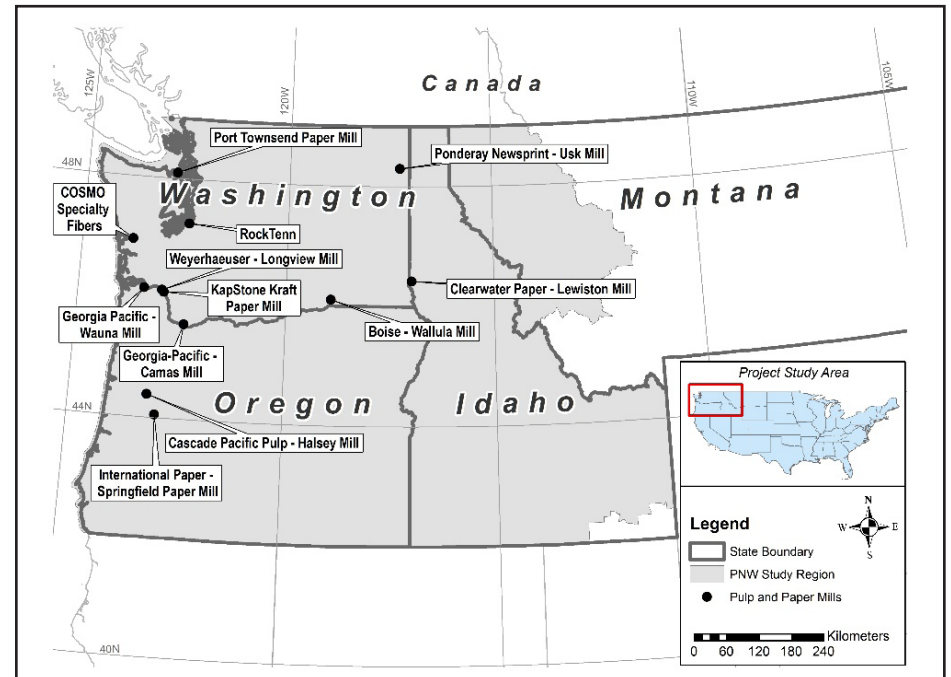 Canada
125W
120W
110W
105W
48N
44N
40N
Port Townsend Paper Mill
Ponderay Newsprint - Usk Mill
Washington
Montana
COSMO
Specialty
Fibers
RockTenn
Weyerhaeuser - Longview Mill
KapStone Kraft
Paper Mill
Clearwater Paper - Lewiston Mill
Georgia Pacific -
Wauna Mill
Boise - Wallula Mill
Georgia-Pacific -
Camas Mill
Oregon
Idaho
Cascade Pacific Pulp - Halsey Mill
International Paper -
Springfield Paper Mill
Project Study Area
Legend
N
W
E
S
State Boundary
PNW Study Region
Pulp and Paper Mills
Kilometers
0 60 120 180 240